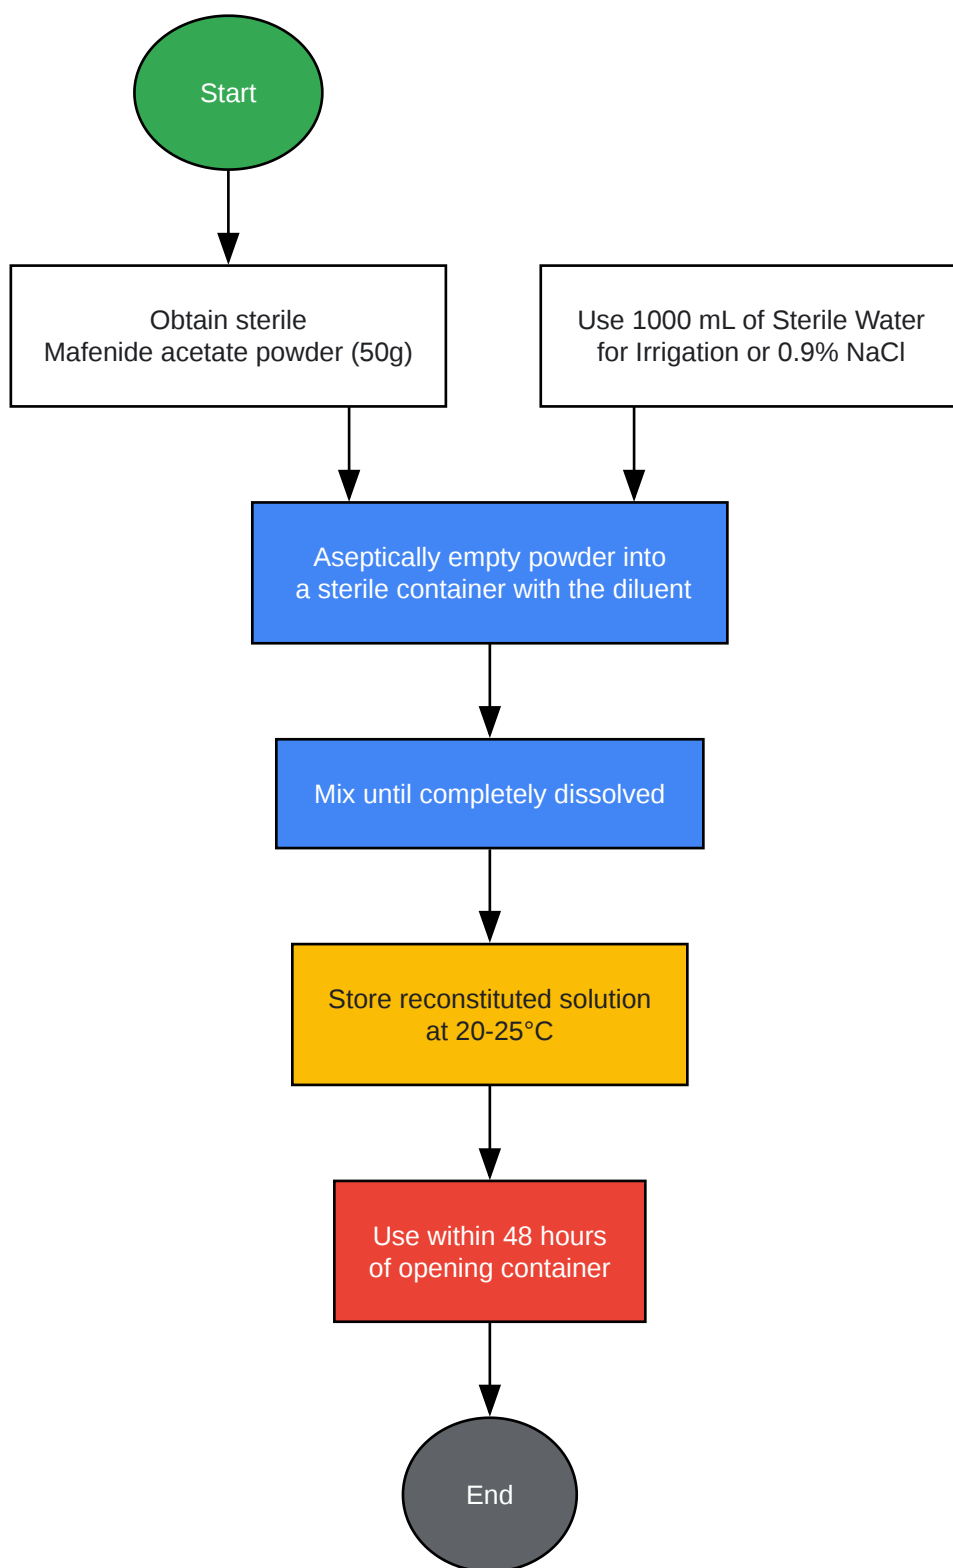 Start
Obtain sterile
Mafenide acetate powder (50g)
Use 1000 mL of Sterile Water
for Irrigation or 0.9% NaCl
Aseptically empty powder into
a sterile container with the diluent
Mix until completely dissolved
Store reconstituted solution
at 20-25°C
Use within 48 hours
of opening container
End